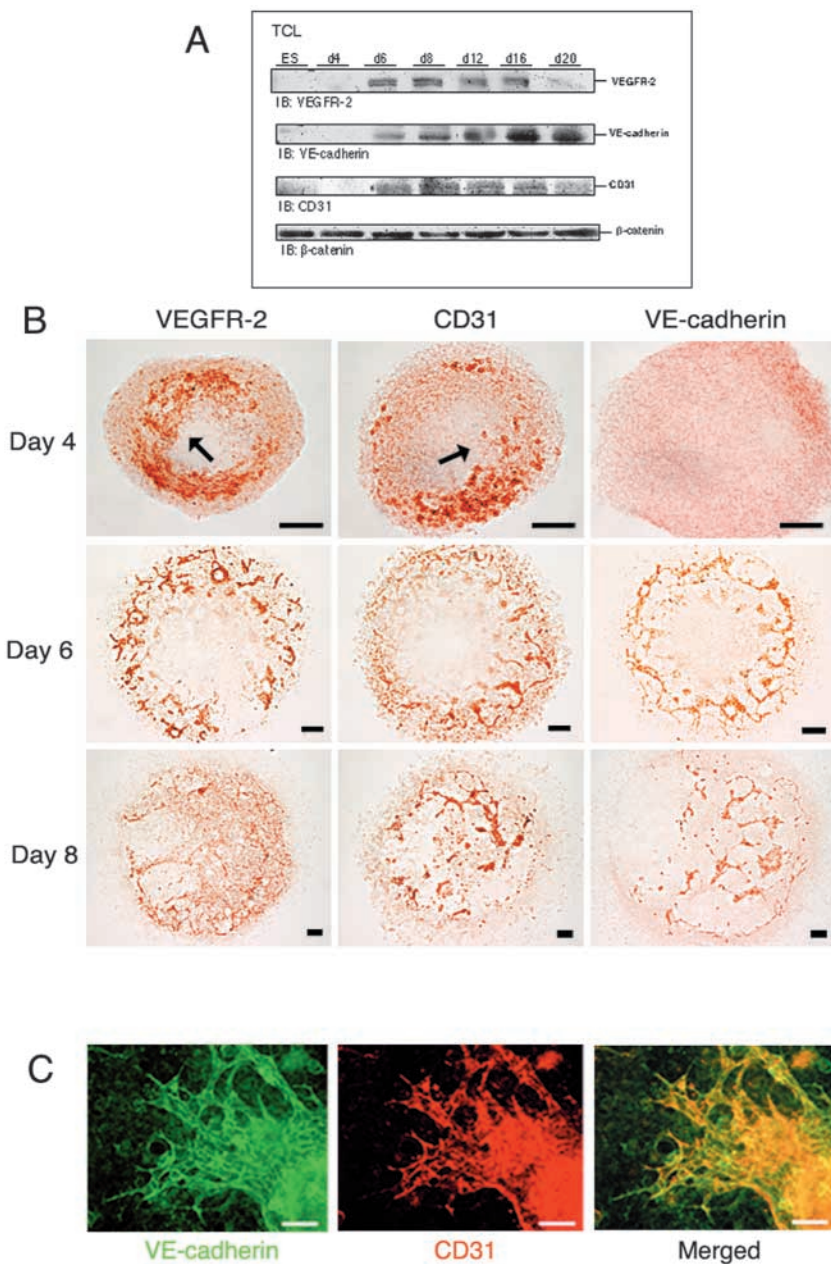 A
TCL
ES d4 d6 d8 d12 d16 d20
VEGFR-2
IB: VEGFR-2
VE-cadherin
IB: VE-cadherin
CD31
IB: CD31
β-catenin
IB: β-catenin
B
VEGFR-2 CD31 VE-cadherin
Day 4
Day 6
Day 8
C
VE-cadherin CD31 Merged